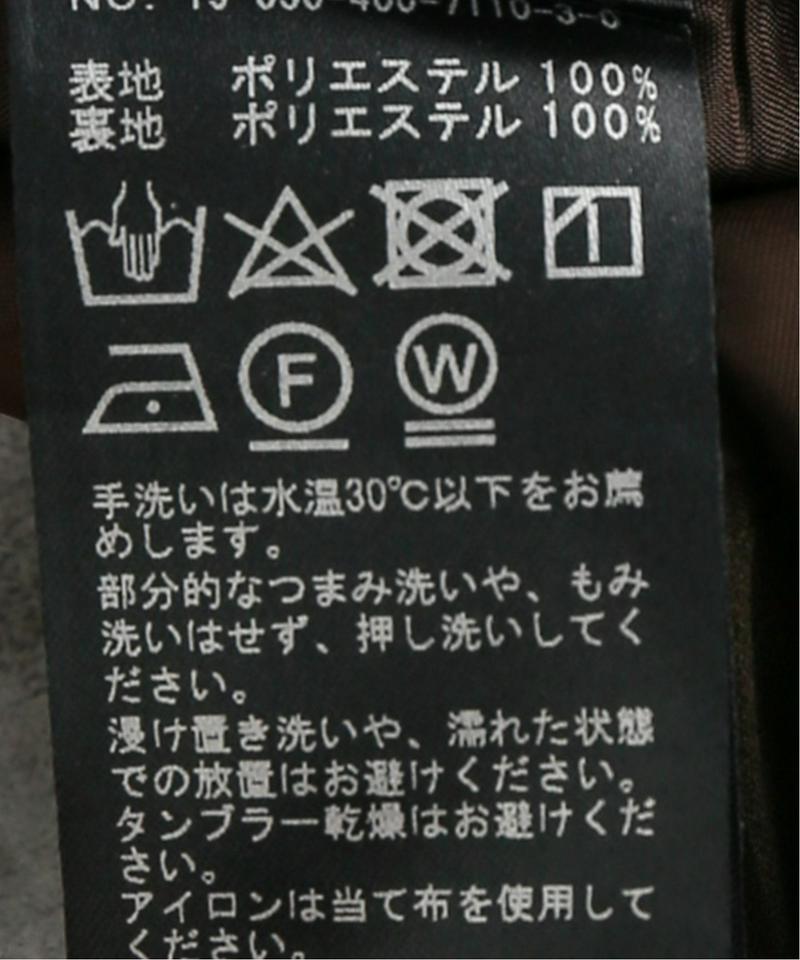 表地 ポリエステル 100%
裏地 ポリエステル 100%
F
W
手洗いは水温30℃以下をお薦
めします。
部分的なつまみ洗いや、もみ
洗いはせず、押し洗いしてく
ださい。
浸け置き洗いや、濡れた状態
での放置はお避けください。
タンブラー乾燥はお避けくだ
さい。
アイロンは当て布を使用して
ください。